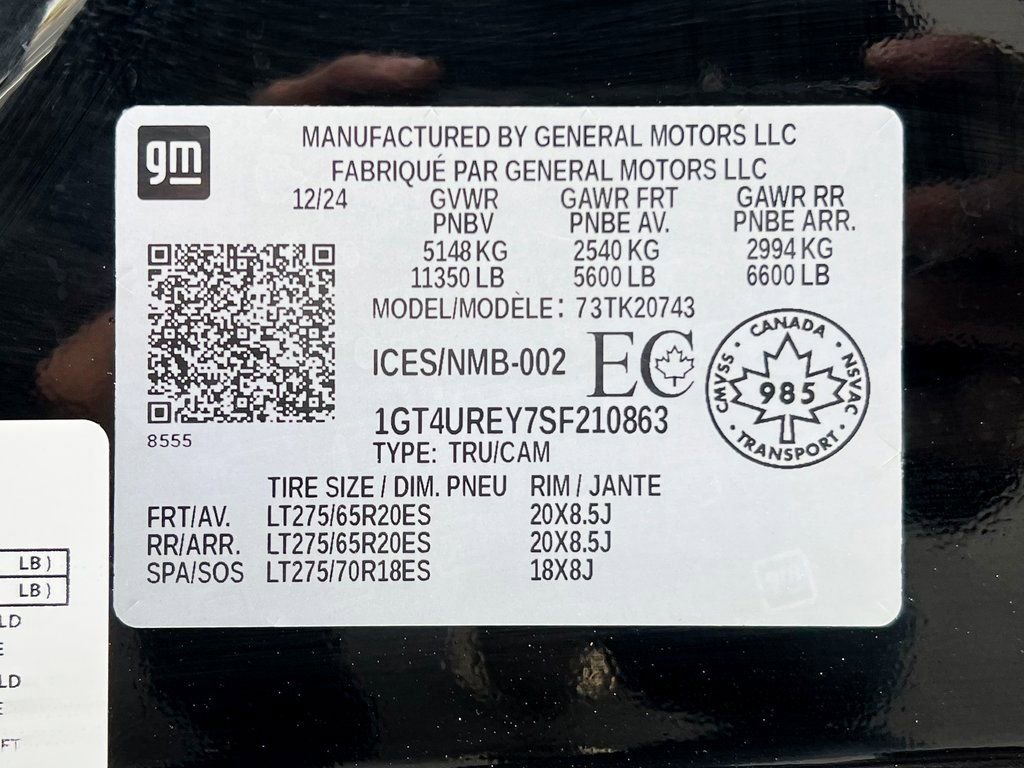 gm
MANUFACTURED BY GENERAL MOTORS LLC
FABRIQUÉ PAR GENERAL MOTORS LLC
12/24 GVWR GAWR FRT GAWR RR
PNBV PNBE AV. PNBE ARR.
5148 KG 2540 KG 2994 KG
11350 LB 5600 LB 6600 LB
MODEL/MODÈLE: 73TK20743
ICES/NMB-002 EC
CANADA
CMVSS · NSVAC
985
TRANSPORT
8555
1GT4UREY7SF210863
TYPE: TRU/CAM
TIRE SIZE / DIM. PNEU RIM / JANTE
FRT/AV. LT275/65R20ES 20X8.5J
RR/ARR. LT275/65R20ES 20X8.5J
SPA/SOS LT275/70R18ES 18X8J
gm
LB )
LB )
LD
E
LD
E
FT